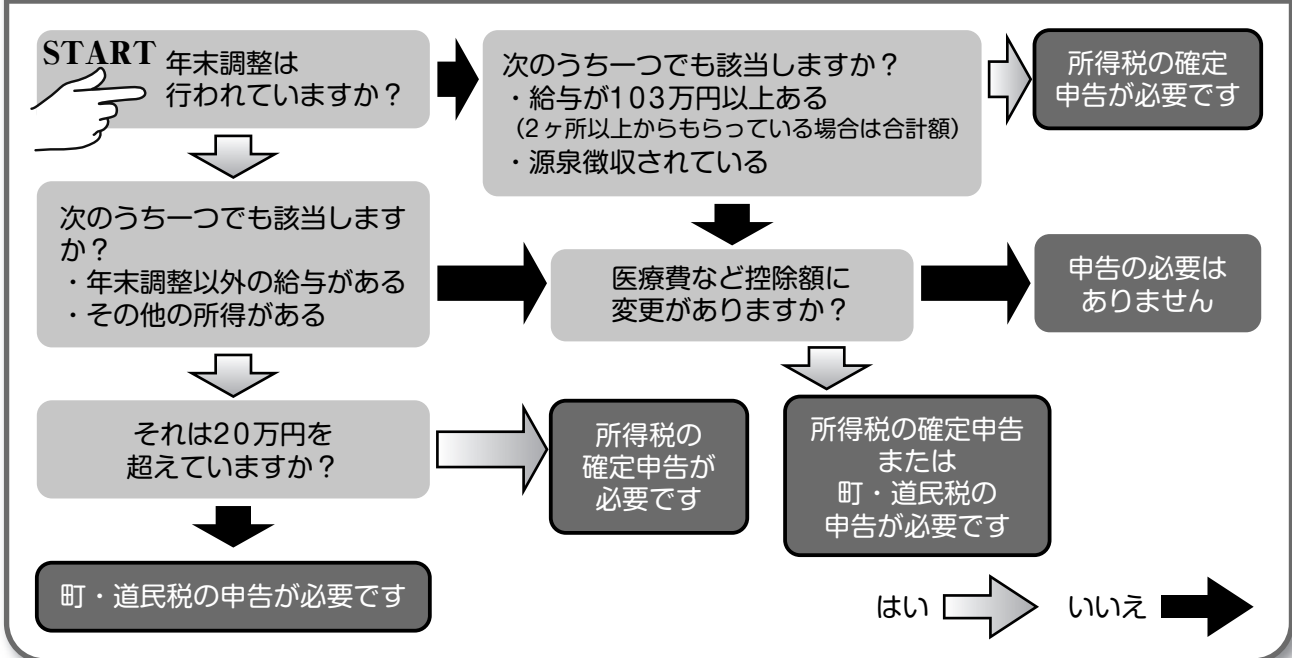 START 年末調整は
行われていますか？
次のうち一つでも該当しますか？
・給与が103万円以上ある
（2ヶ所以上からもらっている場合は合計額）
・源泉徴収されている
所得税の確定
申告が必要です
次のうち一つでも該当します
か？
・年末調整以外の給与がある
・その他の所得がある
医療費など控除額に
変更がありますか？
申告の必要は
ありません
それは20万円を
超えていますか？
所得税の
確定申告が
必要です
所得税の確定申告
または
町・道民税の
申告が必要です
町・道民税の申告が必要です
はい
いいえ